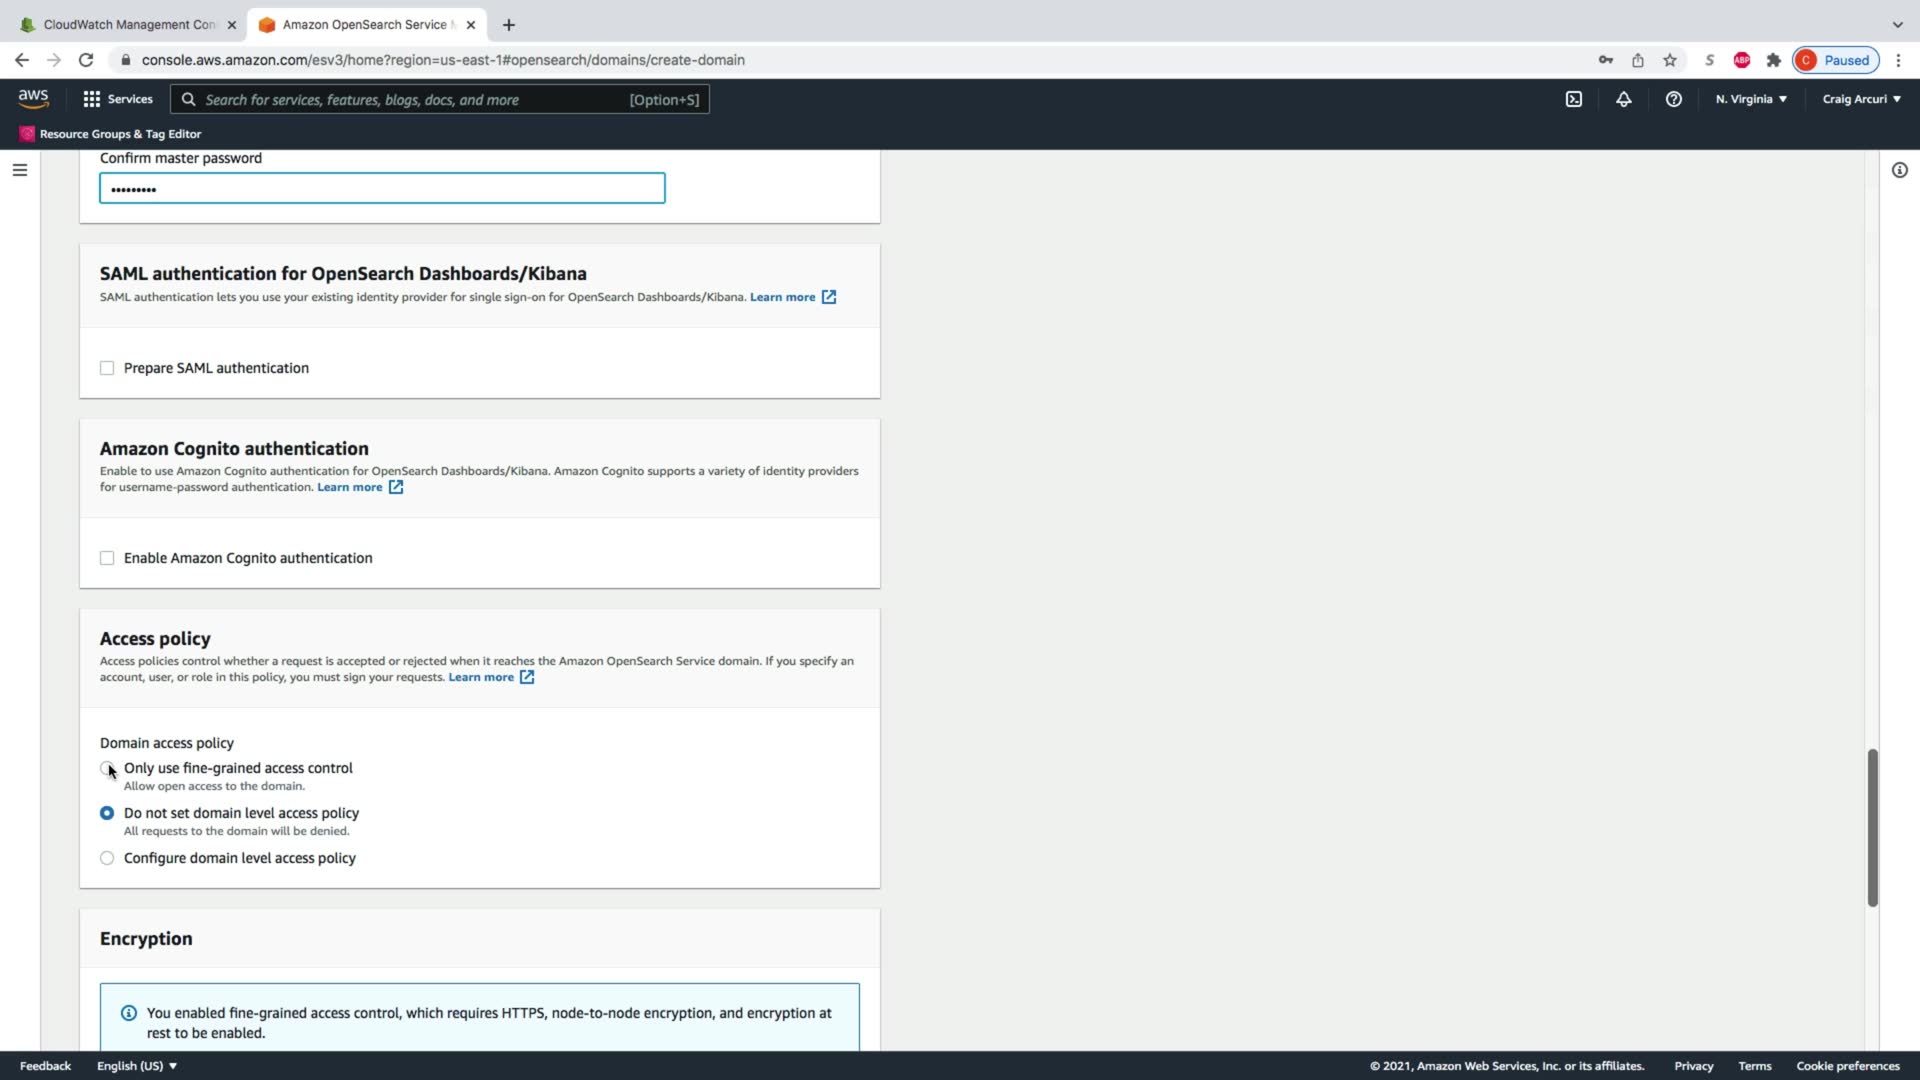 CloudWatch Management Con
Amazon OpenSearch Service M
console.aws.amazon.com/esv3/home?region=us-east-1#opensearch/domains/create-domain
S
ABP
C
Paused
aws
Services
Search for services, features, blogs, docs, and more
[Option+S]
N. Virginia
Craig Arcuri
Resource Groups & Tag Editor
Confirm master password
•••••••••
SAML authentication for OpenSearch Dashboards/Kibana
SAML authentication lets you use your existing identity provider for single sign-on for OpenSearch Dashboards/Kibana. Learn more
Prepare SAML authentication
Amazon Cognito authentication
Enable to use Amazon Cognito authentication for OpenSearch Dashboards/Kibana. Amazon Cognito supports a variety of identity providers
for username-password authentication. Learn more
Enable Amazon Cognito authentication
Access policy
Access policies control whether a request is accepted or rejected when it reaches the Amazon OpenSearch Service domain. If you specify an
account, user, or role in this policy, you must sign your requests. Learn more
Domain access policy
Only use fine-grained access control
Allow open access to the domain.
Do not set domain level access policy
All requests to the domain will be denied.
Configure domain level access policy
Encryption
You enabled fine-grained access control, which requires HTTPS, node-to-node encryption, and encryption at
rest to be enabled.
Feedback
English (US)
© 2021, Amazon Web Services, Inc. or its affiliates.
Privacy
Terms
Cookie preferences